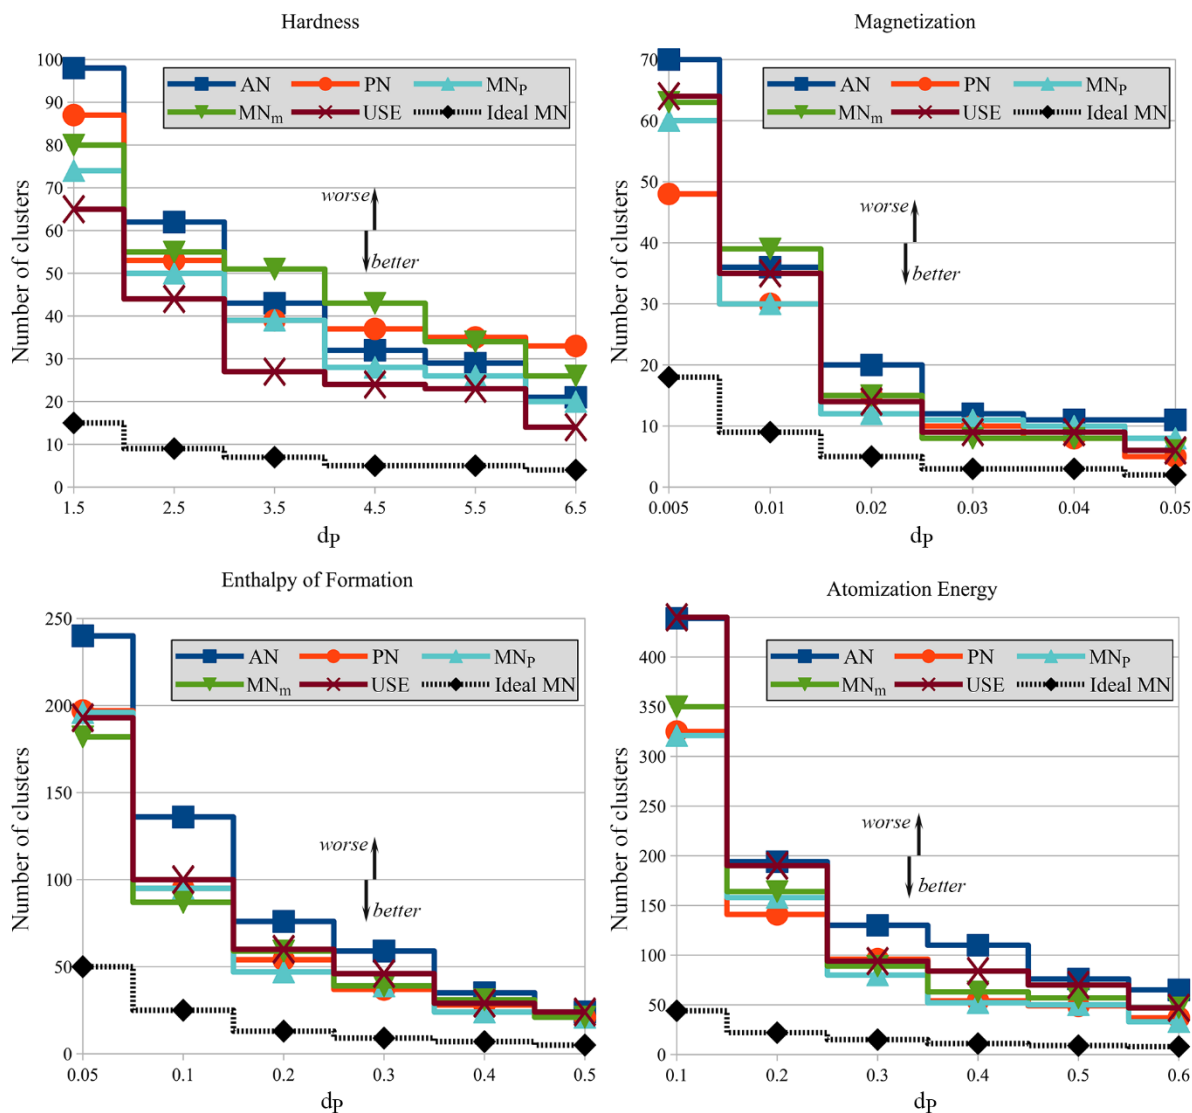 Hardness
100
90
80
70
60
50
40
30
20
10
0
Number of clusters
AN PN MNP
MNm USE Ideal MN
worse
better
1.5 2.5 3.5 4.5 5.5 6.5
dP
Magnetization
70
60
50
40
30
20
10
0
Number of clusters
AN PN MNP
MNm USE Ideal MN
worse
better
0.005 0.01 0.02 0.03 0.04 0.05
dP
Enthalpy of Formation
250
200
150
100
50
0
Number of clusters
AN PN MNP
MNm USE Ideal MN
worse
better
0.05 0.1 0.2 0.3 0.4 0.5
dP
Atomization Energy
400
350
300
250
200
150
100
50
0
Number of clusters
AN PN MNP
MNm USE Ideal MN
worse
better
0.1 0.2 0.3 0.4 0.5 0.6
dP